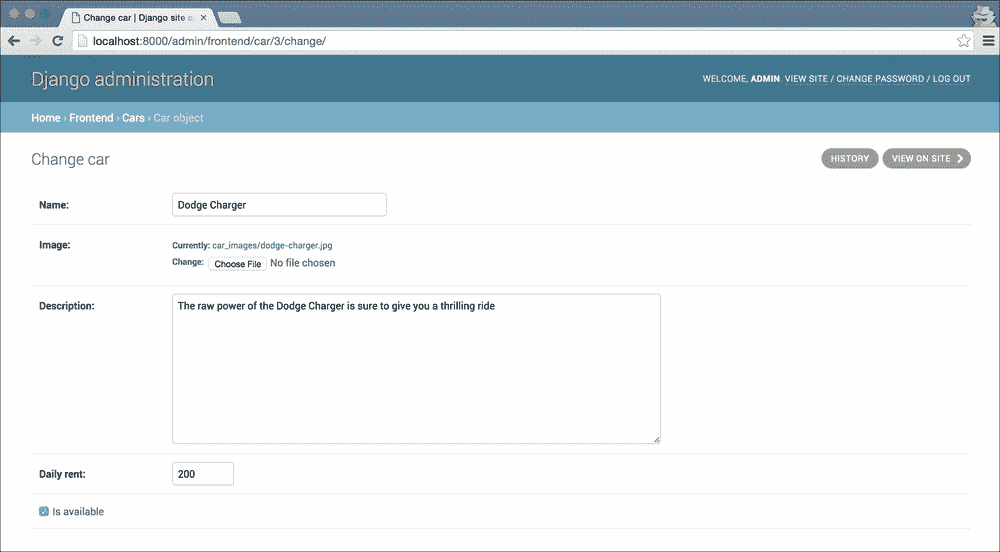 Change car | Django site a
localhost:8000/admin/frontend/car/3/change/
Django administration
WELCOME, ADMIN. VIEW SITE / CHANGE PASSWORD / LOG OUT
Home › Frontend › Cars › Car object
Change car
HISTORY
VIEW ON SITE
Name:
Dodge Charger
Image:
Currently: car_images/dodge-charger.jpg
Change: Choose File No file chosen
Description:
The raw power of the Dodge Charger is sure to give you a thrilling ride
Daily rent:
200
Is available